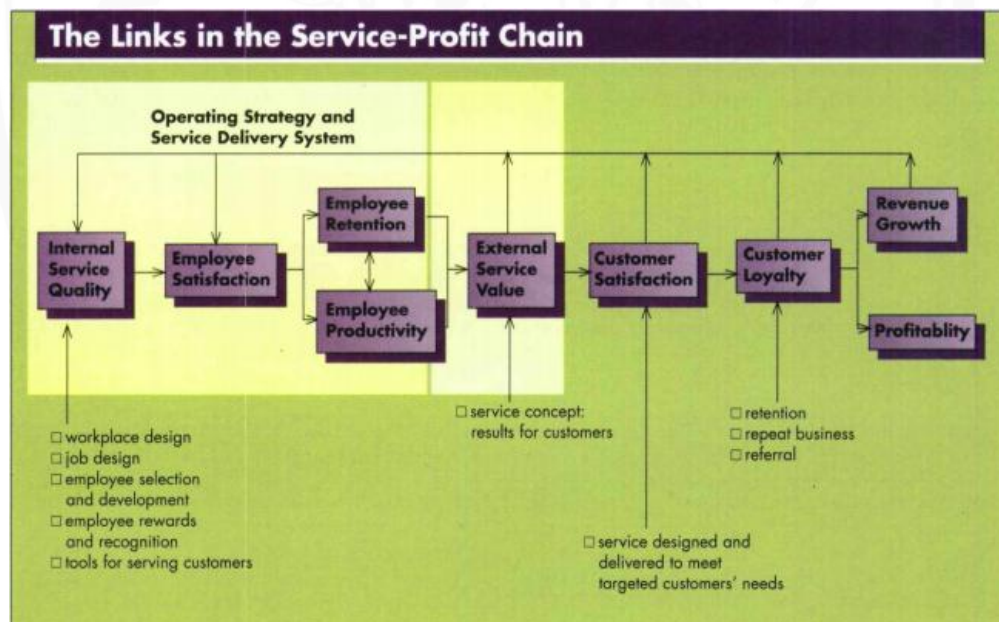 The Links in the Service-Profit Chain
Operating Strategy and
Service Delivery System
Internal
Service
Quality
Employee
Satisfaction
Employee
Retention
Employee
Productivity
External
Service
Value
Customer
Satisfaction
Customer
Loyalty
Revenue
Growth
Profitablity
□ workplace design
□ job design
□ employee selection
and development
□ employee rewards
and recognition
□ tools for serving customers
□ service concept:
results for customers
□ service designed and
delivered to meet
targeted customers' needs
□ retention
□ repeat business
□ referral